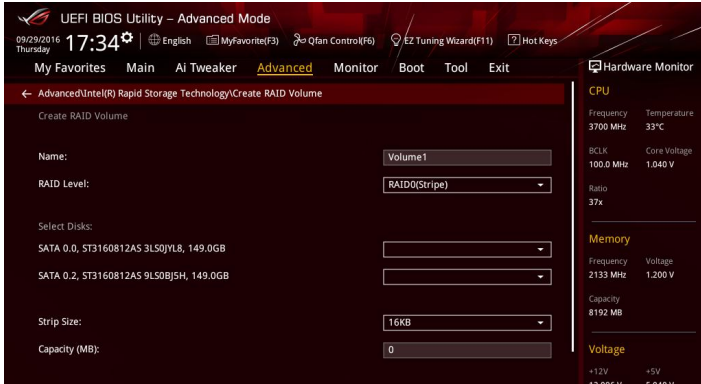 UEFI BIOS Utility – Advanced Mode
09/29/2016 Thursday 17:34 English MyFavorite(F3) Qfan Control(F6) EZ Tuning Wizard(F11) ? Hot Keys
My Favorites Main Ai Tweaker Advanced Monitor Boot Tool Exit
← Advanced\Intel(R) Rapid Storage Technology\Create RAID Volume
Create RAID Volume
Name: Volume1
RAID Level: RAID0(Stripe)
Select Disks:
SATA 0.0, ST3160812AS 3LS0JYL8, 149.0GB
SATA 0.2, ST3160812AS 9LS0BJ5H, 149.0GB
Strip Size: 16KB
Capacity (MB): 0
Hardware Monitor
CPU
Frequency Temperature
3700 MHz 33°C
BCLK Core Voltage
100.0 MHz 1.040 V
Ratio
37x
Memory
Frequency Voltage
2133 MHz 1.200 V
Capacity
8192 MB
Voltage
+12V +5V